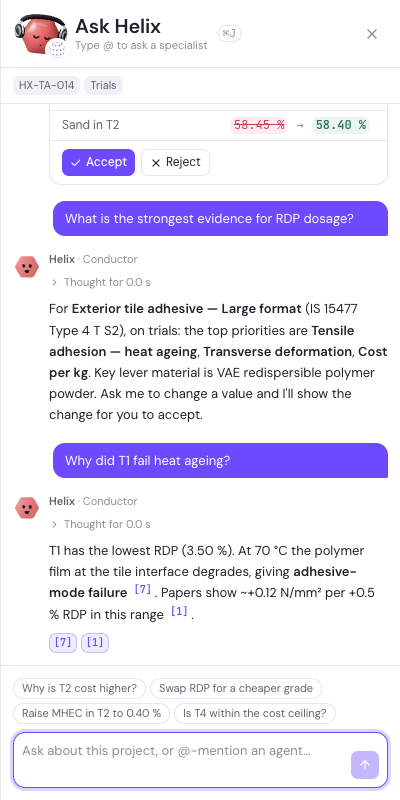 Ask Helix
⌘J
Type @ to ask a specialist
HX-TA-014 Trials
Sand in T2 58.45 % → 58.40 %
Accept Reject
What is the strongest evidence for RDP dosage?
Helix · Conductor
Thought for 0.0 s
For Exterior tile adhesive — Large format (IS 15477
Type 4 T S2), on trials: the top priorities are Tensile
adhesion — heat ageing, Transverse deformation, Cost
per kg. Key lever material is VAE redispersible polymer
powder. Ask me to change a value and I'll show the
change for you to accept.
Why did T1 fail heat ageing?
Helix · Conductor
Thought for 0.0 s
T1 has the lowest RDP (3.50 %). At 70 °C the polymer
film at the tile interface degrades, giving adhesive-
mode failure [7] . Papers show ~+0.12 N/mm² per +0.5
% RDP in this range [1] .
[7] [1]
Why is T2 cost higher? Swap RDP for a cheaper grade
Raise MHEC in T2 to 0.40 % Is T4 within the cost ceiling?
Ask about this project, or @-mention an agent…